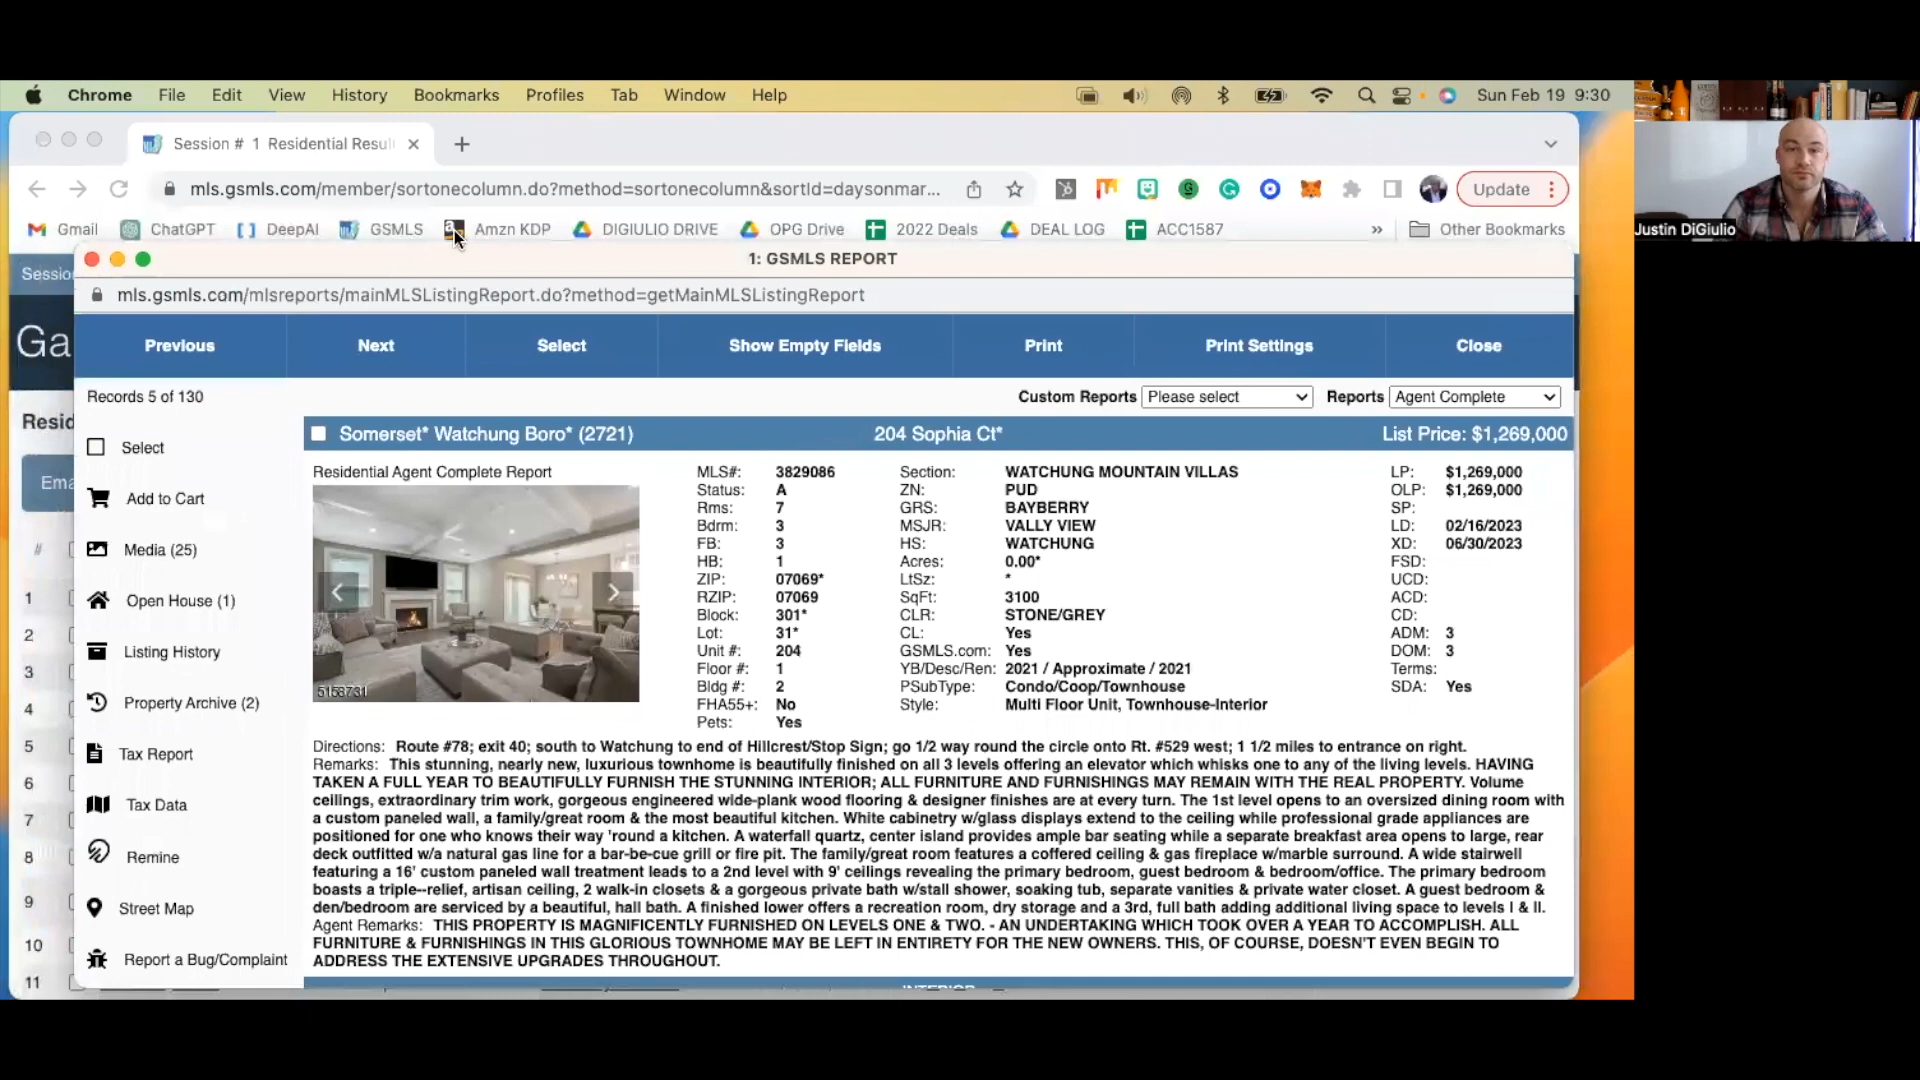 Chrome File Edit View History Bookmarks Profiles Tab Window Help Sun Feb 19 9:30
Session # 1 Residential Resul
mls.gsmls.com/member/sortonecolumn.do?method=sortonecolumn&sortId=daysonmar... Update
Gmail ChatGPT DeepAI GSMLS Amzn KDP DIGIULIO DRIVE OPG Drive 2022 Deals DEAL LOG ACC1587 » Other Bookmarks
Justin DiGiulio
Sessio
1: GSMLS REPORT
mls.gsmls.com/mlsreports/mainMLSListingReport.do?method=getMainMLSListingReport
Ga
Previous Next Select Show Empty Fields Print Print Settings Close
Records 5 of 130 Custom Reports Please select Reports Agent Complete
Resid
Somerset* Watchung Boro* (2721) 204 Sophia Ct* List Price: $1,269,000
Select
Add to Cart
Media (25)
Open House (1)
Listing History
Property Archive (2)
Tax Report
Tax Data
Remine
Street Map
Report a Bug/Complaint
Ema
#
1
2
3
4
5
6
7
8
9
10
11
Residential Agent Complete Report
5158731
MLS#: 3829086 Section: WATCHUNG MOUNTAIN VILLAS LP: $1,269,000
Status: A ZN: PUD OLP: $1,269,000
Rms: 7 GRS: BAYBERRY SP:
Bdrm: 3 MSJR: VALLY VIEW LD: 02/16/2023
FB: 3 HS: WATCHUNG XD: 06/30/2023
HB: 1 Acres: 0.00* FSD:
ZIP: 07069* LtSz: * UCD:
RZIP: 07069 SqFt: 3100 ACD:
Block: 301* CLR: STONE/GREY CD:
Lot: 31* CL: Yes ADM: 3
Unit #: 204 GSMLS.com: Yes DOM: 3
Floor #: 1 YB/Desc/Ren: 2021 / Approximate / 2021 Terms:
Bldg #: 2 PSubType: Condo/Coop/Townhouse SDA: Yes
FHA55+: No Style: Multi Floor Unit, Townhouse-Interior
Pets: Yes
Directions: Route #78; exit 40; south to Watchung to end of Hillcrest/Stop Sign; go 1/2 way round the circle onto Rt. #529 west; 1 1/2 miles to entrance on right.
Remarks: This stunning, nearly new, luxurious townhome is beautifully finished on all 3 levels offering an elevator which whisks one to any of the living levels. HAVING
TAKEN A FULL YEAR TO BEAUTIFULLY FURNISH THE STUNNING INTERIOR; ALL FURNITURE AND FURNISHINGS MAY REMAIN WITH THE REAL PROPERTY. Volume
ceilings, extraordinary trim work, gorgeous engineered wide-plank wood flooring & designer finishes are at every turn. The 1st level opens to an oversized dining room with
a custom paneled wall, a family/great room & the most beautiful kitchen. White cabinetry w/glass displays extend to the ceiling while professional grade appliances are
positioned for one who knows their way 'round a kitchen. A waterfall quartz, center island provides ample bar seating while a separate breakfast area opens to large, rear
deck outfitted w/a natural gas line for a bar-be-cue grill or fire pit. The family/great room features a coffered ceiling & gas fireplace w/marble surround. A wide stairwell
featuring a 16' custom paneled wall treatment leads to a 2nd level with 9' ceilings revealing the primary bedroom, guest bedroom & bedroom/office. The primary bedroom
boasts a triple--relief, artisan ceiling, 2 walk-in closets & a gorgeous private bath w/stall shower, soaking tub, separate vanities & private water closet. A guest bedroom &
den/bedroom are serviced by a beautiful, hall bath. A finished lower offers a recreation room, dry storage and a 3rd, full bath adding additional living space to levels I & II.
Agent Remarks: THIS PROPERTY IS MAGNIFICENTLY FURNISHED ON LEVELS ONE & TWO. - AN UNDERTAKING WHICH TOOK OVER A YEAR TO ACCOMPLISH. ALL
FURNITURE & FURNISHINGS IN THIS GLORIOUS TOWNHOME MAY BE LEFT IN ENTIRETY FOR THE NEW OWNERS. THIS, OF COURSE, DOESN'T EVEN BEGIN TO
ADDRESS THE EXTENSIVE UPGRADES THROUGHOUT.